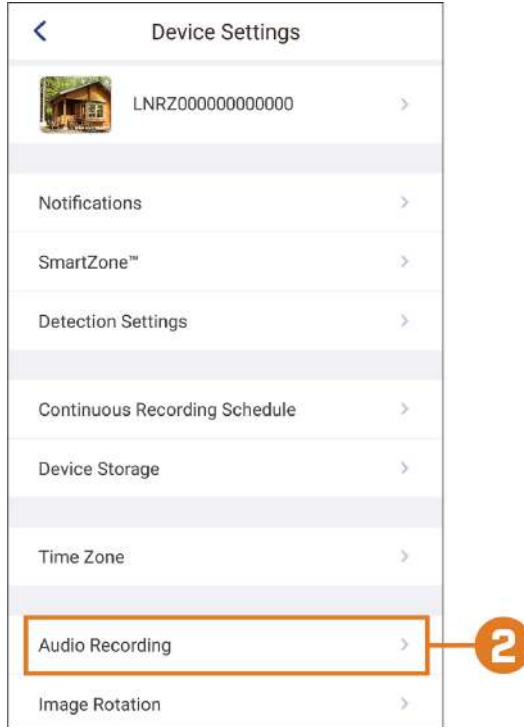 Device Settings
LNRZ000000000000
Notifications
SmartZone™
Detection Settings
Continuous Recording Schedule
Device Storage
Time Zone
Audio Recording
2
Image Rotation